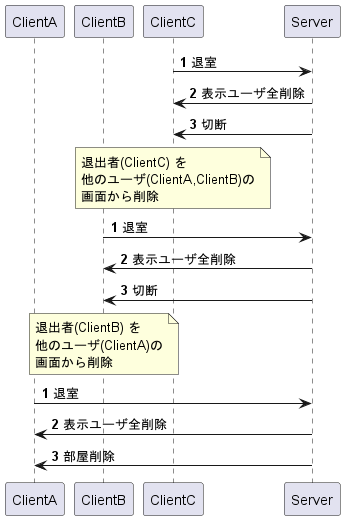 ClientA ClientB ClientC Server
1 退室
2 表示ユーザ全削除
3 切断
退出者(ClientC) を
他のユーザ(ClientA,ClientB)の
画面から削除
1 退室
2 表示ユーザ全削除
3 切断
退出者(ClientB) を
他のユーザ(ClientA)の
画面から削除
1 退室
2 表示ユーザ全削除
3 部屋削除
ClientA ClientB ClientC Server